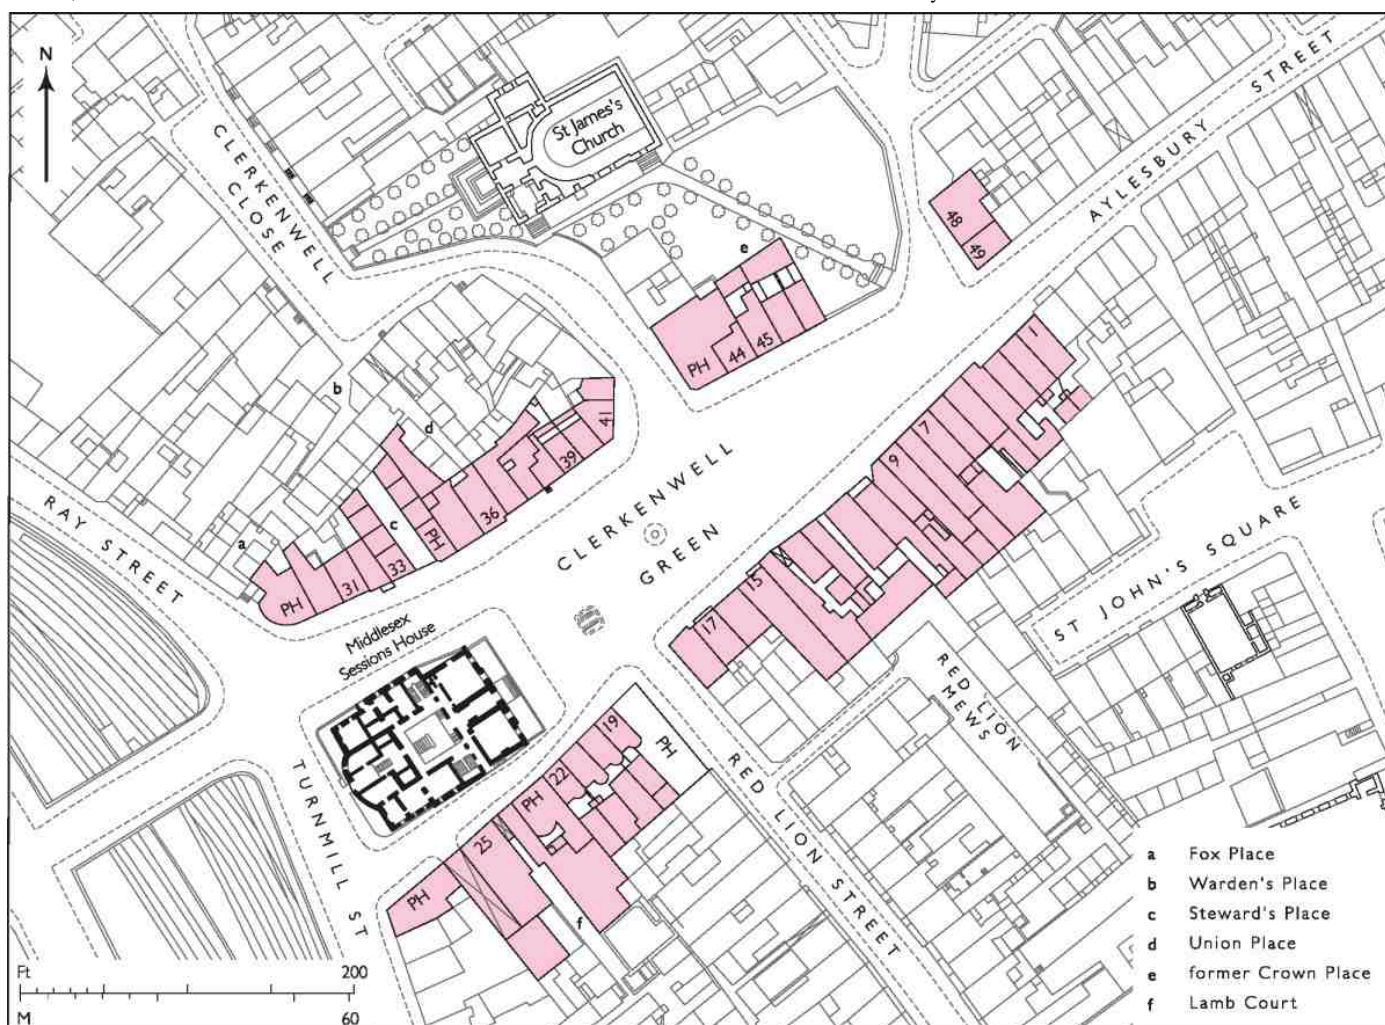 N
CLERKENWELL
CLOSE
St James's
Church
AYLESBURY STREET
48
49
e
PH
44
45
1
7
9
b
d
41
39
36
PH
c
33
31
PH
a
RAY STREET
CLERKENWELL
GREEN
ST JOHN'S SQUARE
15
17
Middlesex
Sessions House
RED LION
MEWS
19
PH
22
PH
25
PH
f
RED LION STREET
TURNMILL ST
a Fox Place
b Warden's Place
c Steward's Place
d Union Place
e former Crown Place
f Lamb Court
Ft 200
M 60